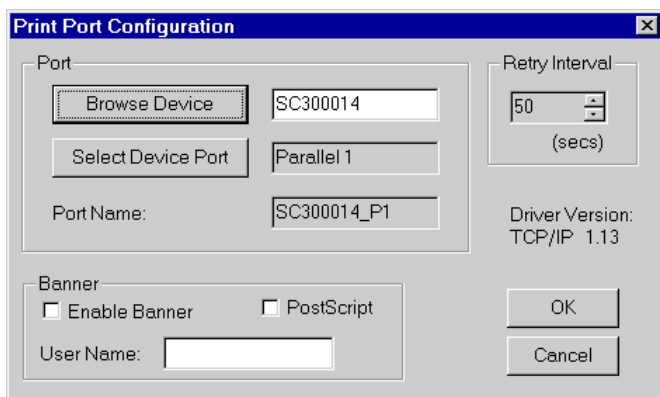 Print Port Configuration
Port
Browse Device
SC300014
Select Device Port
Parallel 1
Port Name:
SC300014_P1
Retry Interval
50
(secs)
Driver Version:
TCP/IP 1.13
Banner
Enable Banner
PostScript
User Name:
OK
Cancel